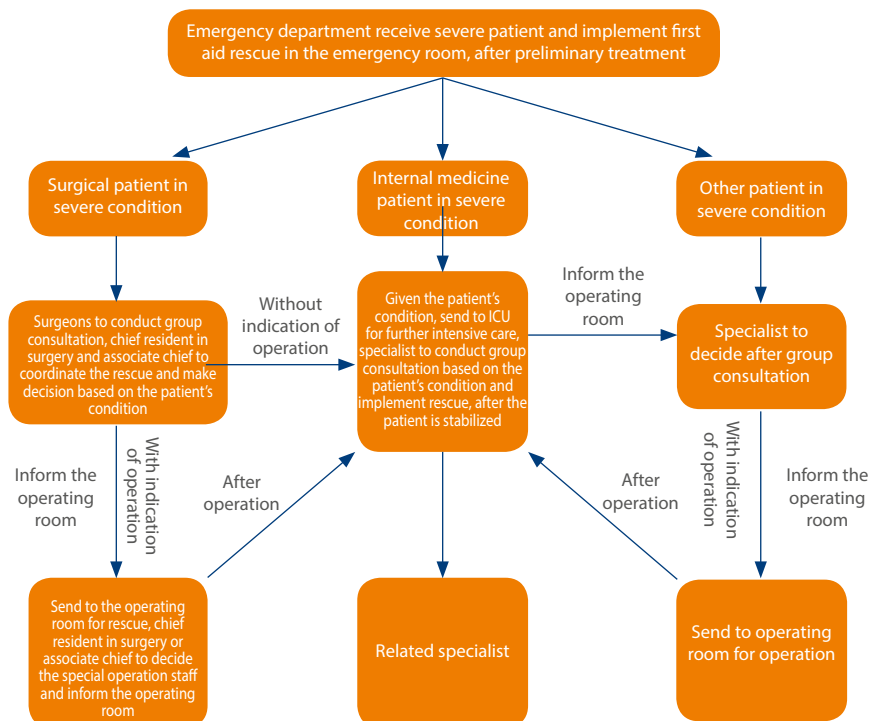 Emergency department receive severe patient and implement first
aid rescue in the emergency room, after preliminary treatment
Surgical patient in
severe condition
Internal medicine
patient in severe
condition
Other patient in
severe condition
Surgeons to conduct group
consultation, chief resident in
surgery and associate chief to
coordinate the rescue and make
decision based on the patient's
condition
Without
indication of
operation
Given the patient's
condition, send to ICU
for further intensive care,
specialist to conduct group
consultation based on the
patient's condition and
implement rescue, after the
patient is stabilized
Inform the
operating
room
Specialist to
decide after group
consultation
Inform the
operating
room
With indication
of operation
After
operation
After
operation
With indication
of operation
Inform the
operating
room
Send to the operating
room for rescue, chief
resident in surgery or
associate chief to decide
the special operation staff
and inform the operating
room
Related specialist
Send to operating
room for operation